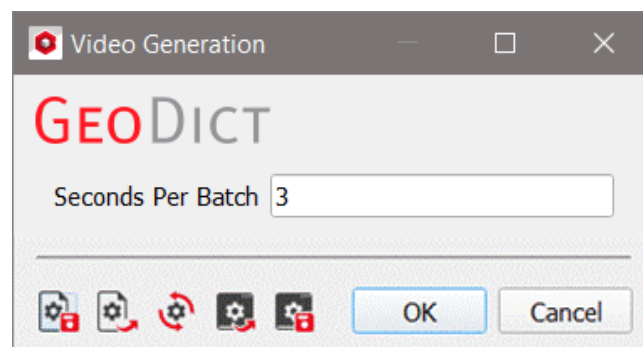 Video Generation
GEODICT
Seconds Per Batch 3
OK Cancel